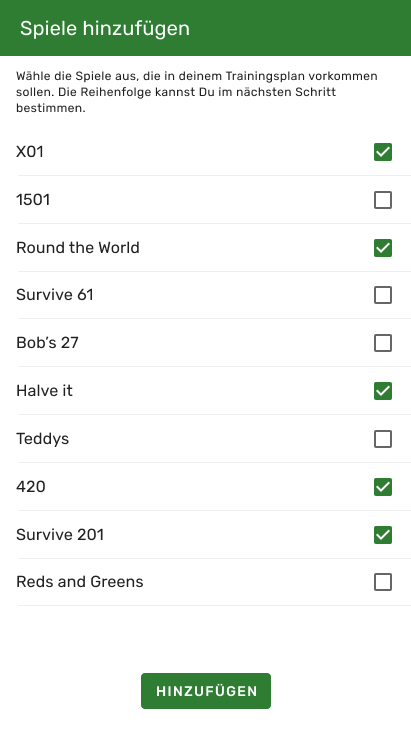 Spiele hinzufügen
Wähle die Spiele aus, die in deinem Trainingsplan vorkommen
sollen. Die Reihenfolge kannst Du im nächsten Schritt
bestimmen.
X01
1501
Round the World
Survive 61
Bob’s 27
Halve it
Teddys
420
Survive 201
Reds and Greens
HINZUFÜGEN